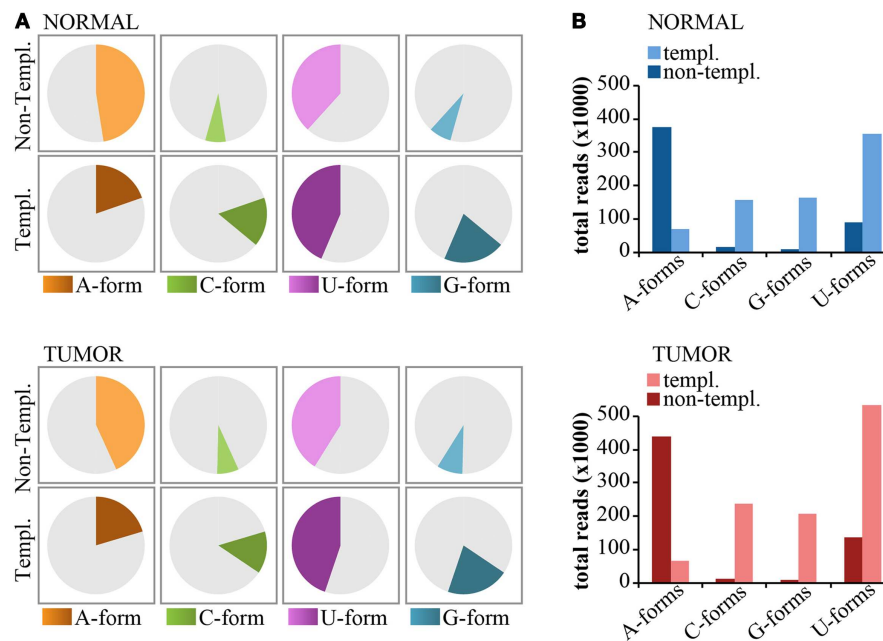 A NORMAL
Non-Templ.
Templ.
A-form C-form U-form G-form
TUMOR
Non-Templ.
Templ.
A-form C-form U-form G-form
B NORMAL
templ.
non-templ.
total reads (x1000)
500
400
300
200
100
0
A-forms C-forms G-forms U-forms
TUMOR
templ.
non-templ.
total reads (x1000)
500
400
300
200
100
0
A-forms C-forms G-forms U-forms